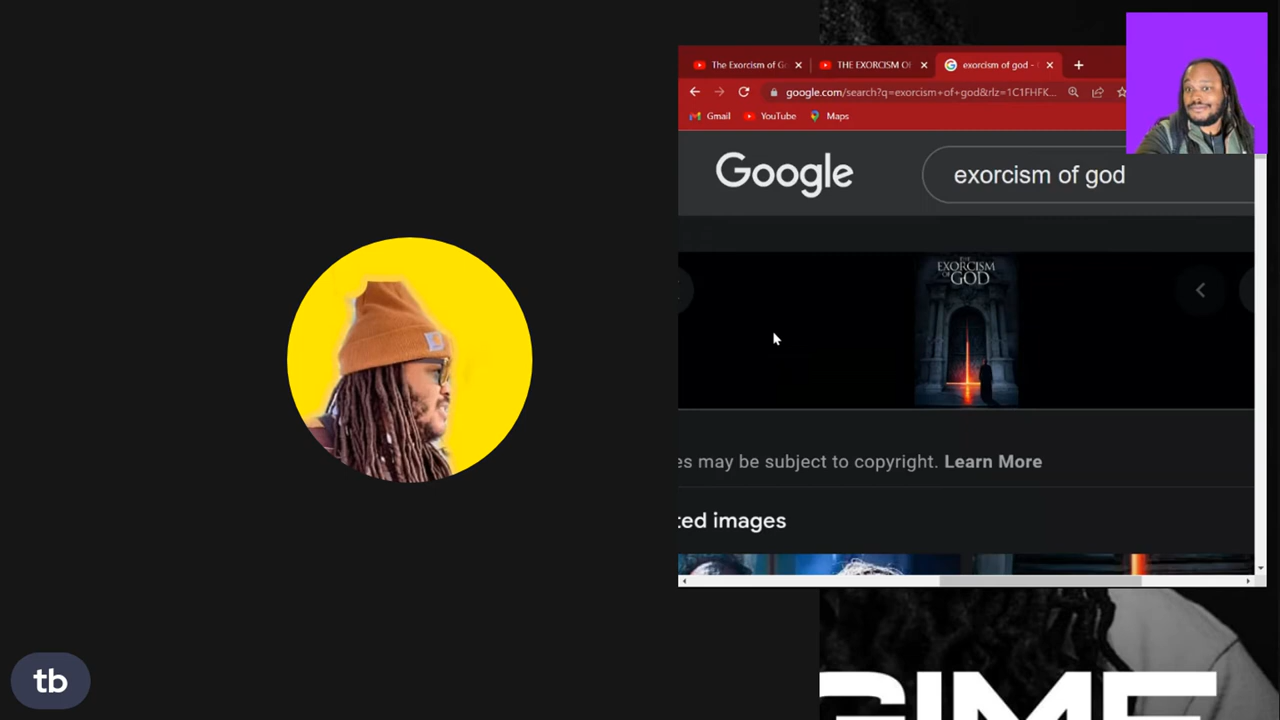 The Exorcism of G
THE EXORCISM OF
exorcism of god -
google.com/search?q=exorcism+of+god&rlz=1C1FHFK...
Gmail
YouTube
Maps
Google
exorcism of god
THE
EXORCISM
OF GOD
es may be subject to copyright. Learn More
ted images
tb